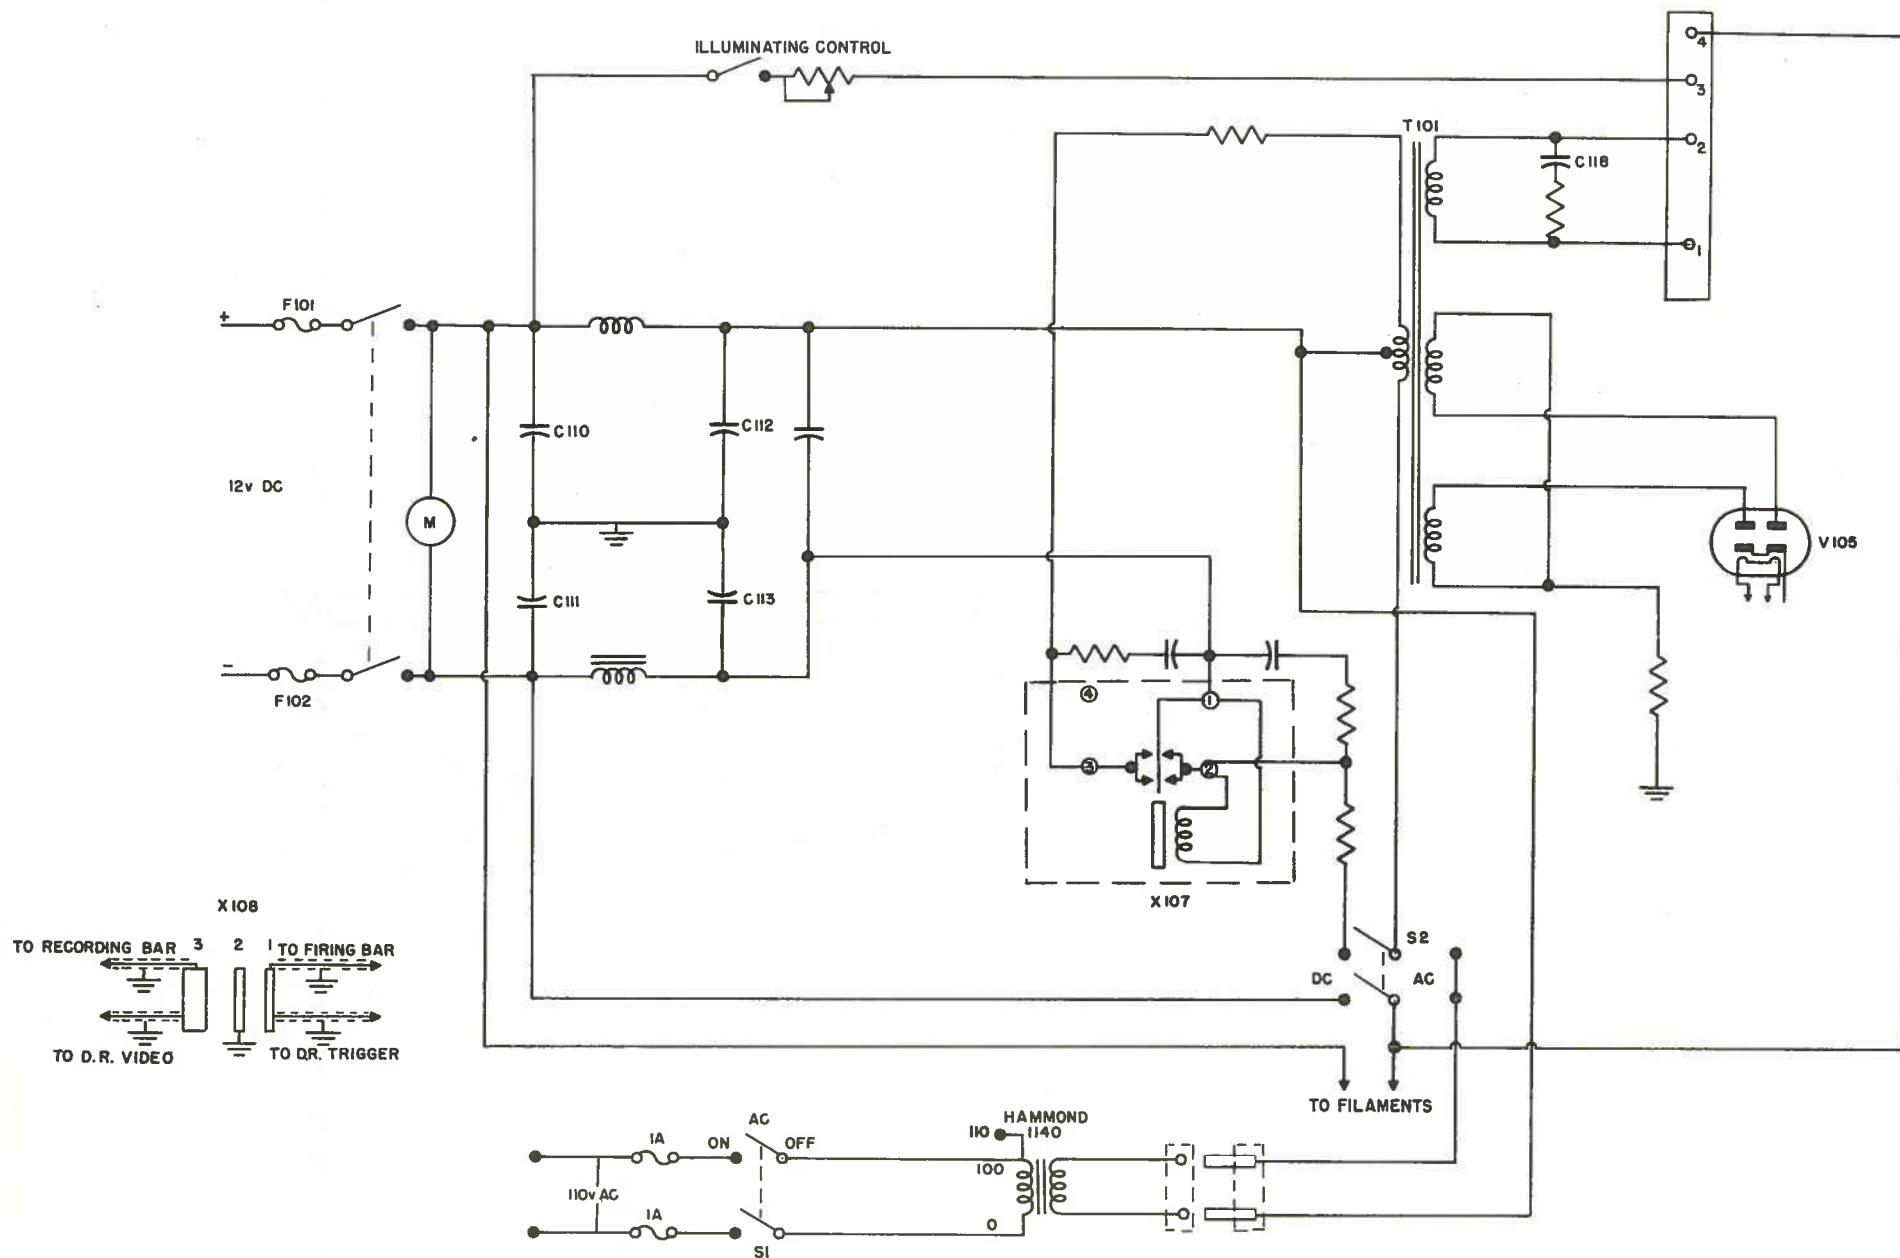 ILLUMINATING CONTROL
4
3
T101
2
C118
1
F101
+
C110
C112
12v DC
M
V105
C111
C113
-
F102
4
1
3
2
X107
X108
TO RECORDING BAR 3 2 1 TO FIRING BAR
S2
DC
AC
TO D.R. VIDEO
TO D.R. TRIGGER
TO FILAMENTS
HAMMOND
1140
110
AC
1A
ON
OFF
100
110v AC
1A
0
S1